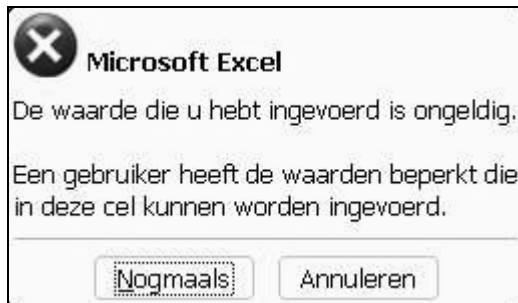 Microsoft Excel
De waarde die u hebt ingevoerd is ongeldig.
Een gebruiker heeft de waarden beperkt die
in deze cel kunnen worden ingevoerd.
Nogmaals
Annuleren